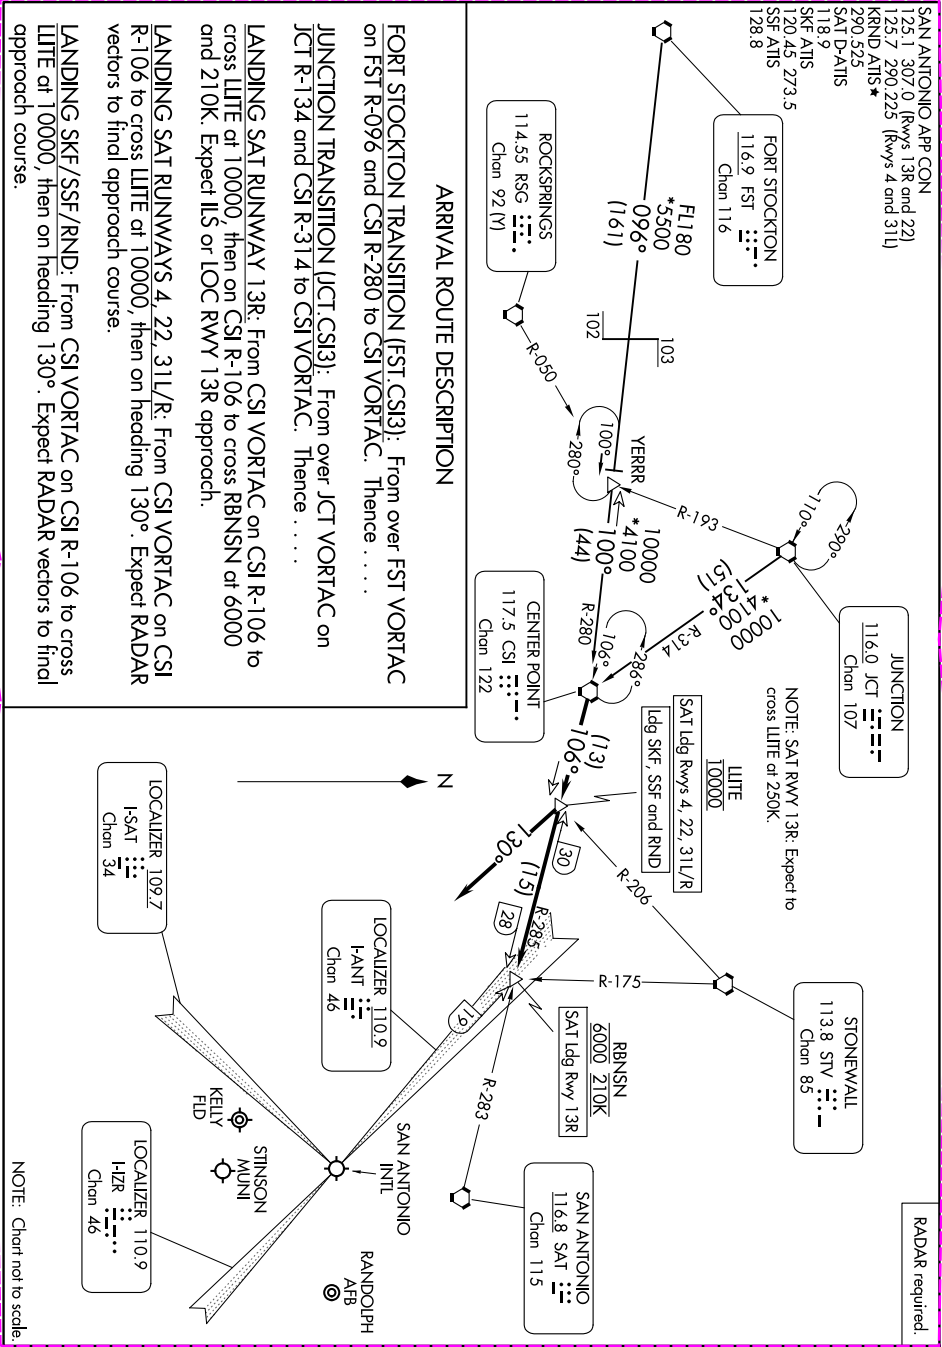 SAN ANTONIO APP CON
125.1 307.0 (Rwys 13R and 22)
125.7 290.225 (Rwys 4 and 31L)
KRND ATIS★
290.525
SAT D-ATIS
118.9
SKF ATIS
120.45 273.5
SSF ATIS
128.8
RADAR required.
FORT STOCKTON
116.9 FST
Chan 116
ROCKSPRINGS
114.55 RSG
Chan 92 (Y)
JUNCTION
116.0 JCT
Chan 107
NOTE: SAT RWY 13R: Expect to
cross LLITE at 250K.
STONEWALL
113.8 STV
Chan 85
SAN ANTONIO
116.8 SAT
Chan 115
CENTER POINT
117.5 CSI
Chan 122
FL180
*5500
096°
(161)
102
103
R-050
100°
280°
YERRR
R-193
110°
290°
10000
*4100
134°
(51)
R-314
10000
*4100
100°
(44)
R-280
106°
286°
LLITE
10000
SAT Ldg Rwys 4, 22, 31L/R
Ldg SKF, SSF and RND
(13)
106°
130°
(15)
30
28
R-285
19
R-206
R-175
R-283
RBNSN
6000 210K
SAT Ldg Rwy 13R
N
LOCALIZER 109.7
I-SAT
Chan 34
LOCALIZER 110.9
I-ANT
Chan 46
LOCALIZER 110.9
I-IZR
Chan 46
SAN ANTONIO
INTL
KELLY
FLD
STINSON
MUNI
RANDOLPH
AFB
NOTE: Chart not to scale.
ARRIVAL ROUTE DESCRIPTION
FORT STOCKTON TRANSITION (FST.CSI3): From over FST VORTAC
on FST R-096 and CSI R-280 to CSI VORTAC. Thence . . . .
JUNCTION TRANSITION (JCT.CSI3): From over JCT VORTAC on
JCT R-134 and CSI R-314 to CSI VORTAC. Thence . . . .
LANDING SAT RUNWAY 13R: From CSI VORTAC on CSI R-106 to
cross LLITE at 10000, then on CSI R-106 to cross RBNSN at 6000
and 210K. Expect ILS or LOC RWY 13R approach.
LANDING SAT RUNWAYS 4, 22, 31L/R: From CSI VORTAC on CSI
R-106 to cross LLITE at 10000, then on heading 130°. Expect RADAR
vectors to final approach course.
LANDING SKF/SSF/RND: From CSI VORTAC on CSI R-106 to cross
LLITE at 10000, then on heading 130°. Expect RADAR vectors to final
approach course.